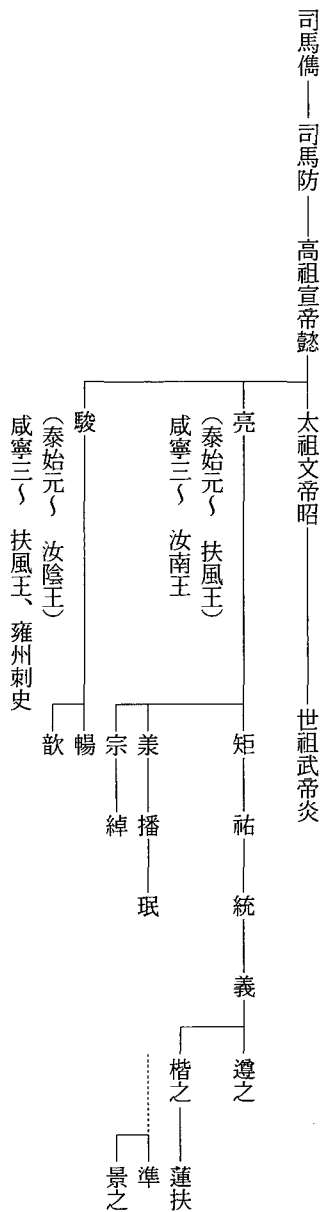 司馬儁 司馬防 高祖宣帝懿 太祖文帝昭 世祖武帝炎
亮 矩 祐 統 義 遵之
(泰始元〜 扶風王)
咸寧三〜 汝南王
楷之 蓮扶
羕 播 珉 準
宗 綽 景之
駿 暢
(泰始元〜 汝陰王)
咸寧三〜 扶風王、雍州刺史
歆